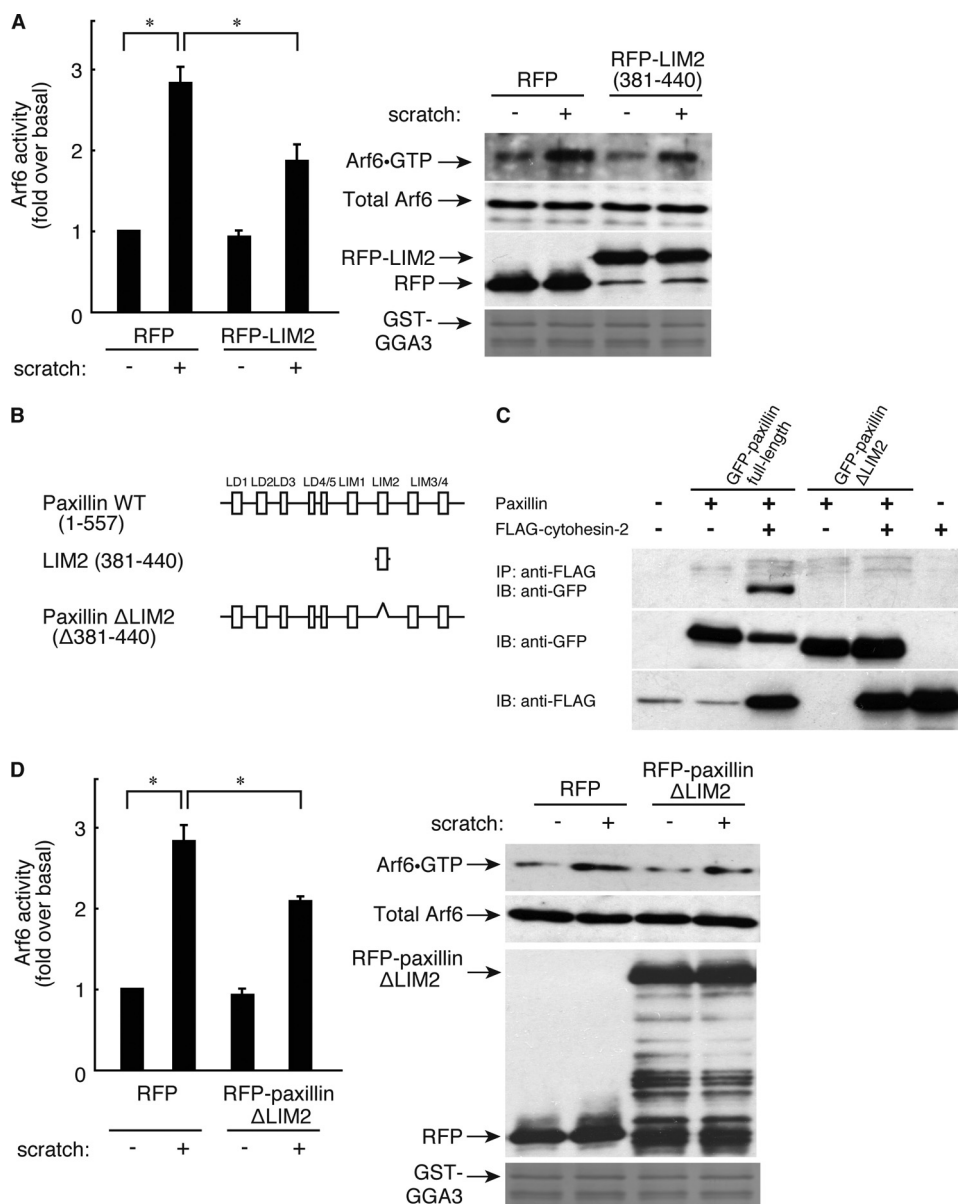 A
Arf6 activity
(fold over basal)
3
2
1
0
* *
RFP RFP-LIM2
scratch: - + - +
RFP RFP-LIM2
(381-440)
scratch: - + - +
Arf6•GTP
Total Arf6
RFP-LIM2
RFP
GST-
GGA3
B
LD1 LD2LD3 LD4/5 LIM1 LIM2 LIM3/4
Paxillin WT
(1-557)
LIM2 (381-440)
Paxillin ΔLIM2
(Δ381-440)
C
GFP-paxillin
full-length
GFP-paxillin
ΔLIM2
Paxillin - + + + + -
FLAG-cytohesin-2 - - + - + +
IP: anti-FLAG
IB: anti-GFP
IB: anti-GFP
IB: anti-FLAG
D
Arf6 activity
(fold over basal)
3
2
1
0
* *
RFP RFP-paxillin
ΔLIM2
scratch: - + - +
RFP RFP-paxillin
ΔLIM2
scratch: - + - +
Arf6•GTP
Total Arf6
RFP-paxillin
ΔLIM2
RFP
GST-
GGA3